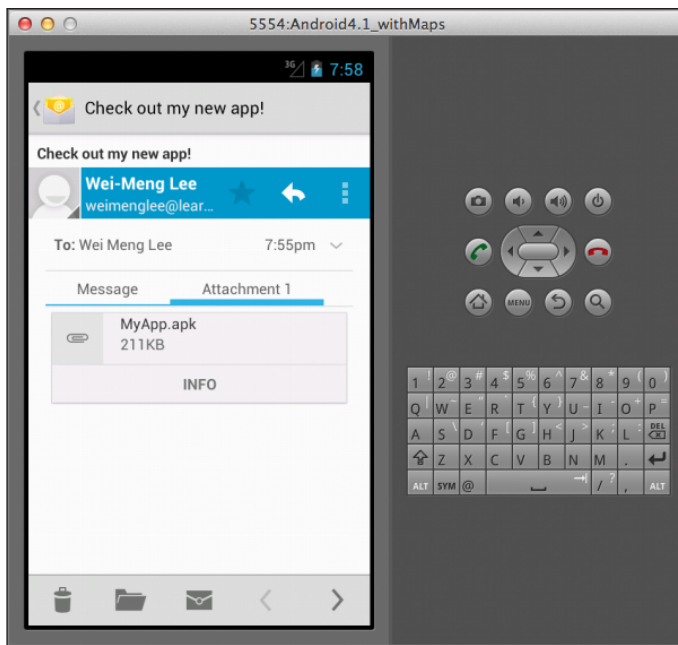 5554:Android4.1_withMaps
3G 7:58
Check out my new app!
Check out my new app!
Wei-Meng Lee
weimenglee@lear...
To: Wei Meng Lee 7:55pm
Message Attachment 1
MyApp.apk
211KB
INFO
MENU
1 ! 2 @ 3 # 4 $ 5 % 6 ^ 7 & 8 * 9 ( 0 )
Q | W ~ E " R ` T { Y } U - I - O + P =
A S \ D ' F [ G ] H < J > K ; L : DEL
Z X C V B N M .
ALT SYM @ / ? , ALT